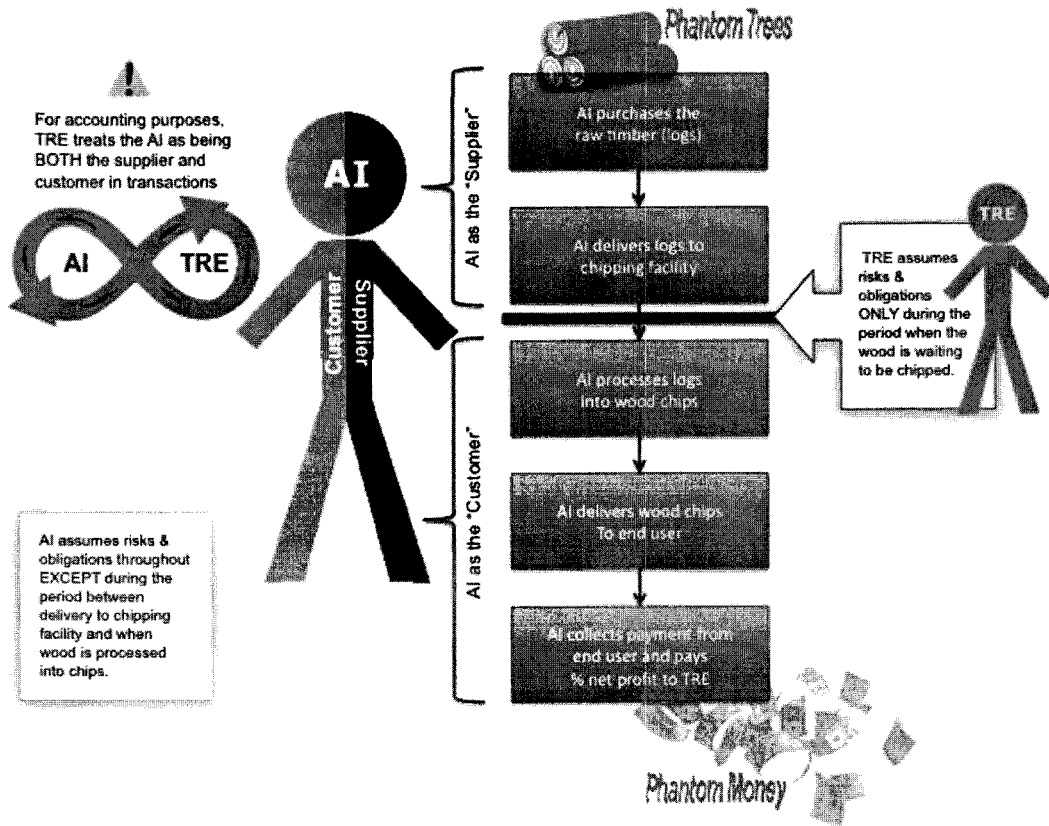 Phantom Trees
For accounting purposes,
TRE treats the AI as being
BOTH the supplier and
customer in transactions
AI
TRE
AI
Customer
Supplier
AI as the "Supplier"
AI as the "Customer"
AI purchases the
raw timber (logs)
AI delivers logs to
chipping facility
AI processes logs
into wood chips
AI delivers wood chips
To end user
AI collects payment from
end user and pays
% net profit to TRE
TRE
TRE assumes
risks &
obligations
ONLY during the
period when the
wood is waiting
to be chipped.
AI assumes risks &
obligations throughout
EXCEPT during the
period between
delivery to chipping
facility and when
wood is processed
into chips.
Phantom Money